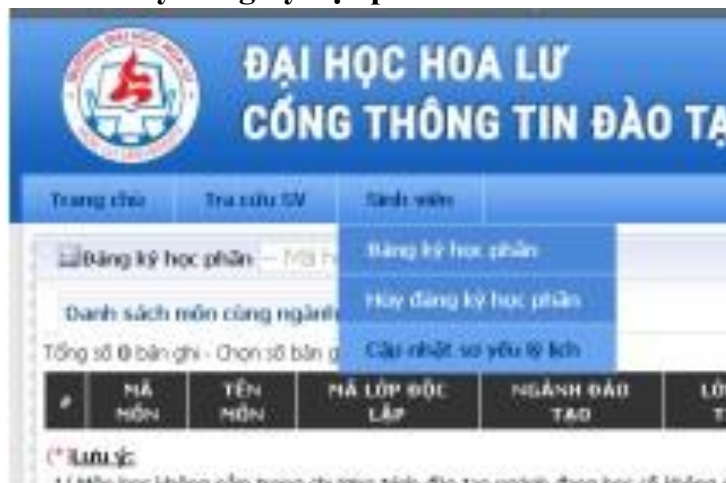 ĐẠI HỌC HOA LƯ
CỔNG THÔNG TIN ĐÀO TẠ
Trang chủ Tra cứu SV Sinh viên
Đăng ký học phần
Đăng ký học phần
Danh sách môn cùng ngành
Hủy đăng ký học phần
Tổng số 0 bản ghi - Chọn số bản g
Cập nhật sơ yếu lý lịch
# MÃ MÔN TÊN MÔN MÃ LỚP ĐỘC LẬP NGÀNH ĐÀO TẠO
(*) Lưu ý: